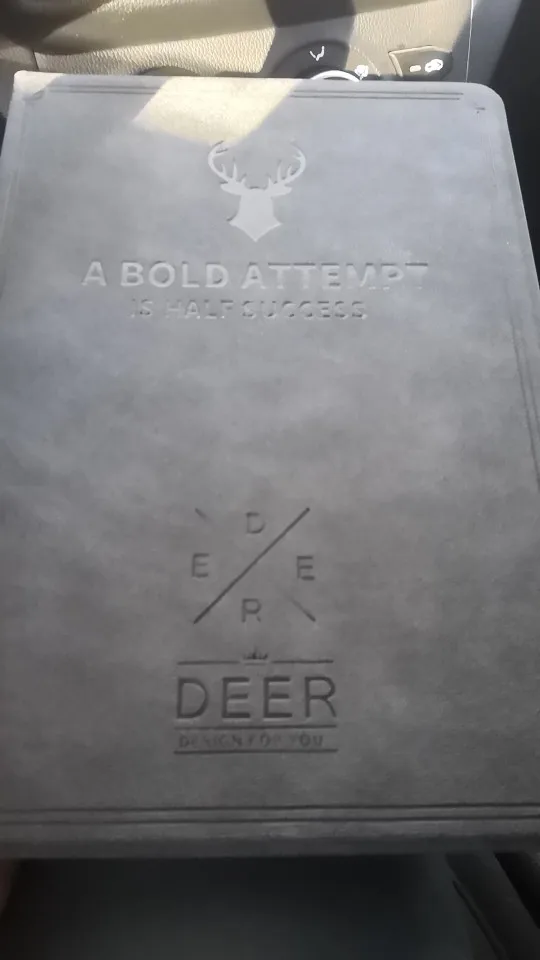 A BOLD ATTEMPT
IS HALF SUCCESS
D
E E
R
DEER
DESIGN FOR YOU